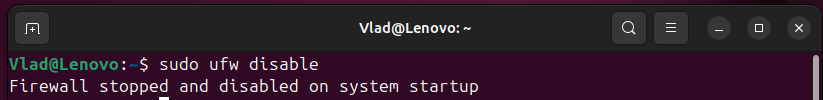 Vlad@Lenovo: ~
Vlad@Lenovo:~$ sudo ufw disable
Firewall stopped and disabled on system startup